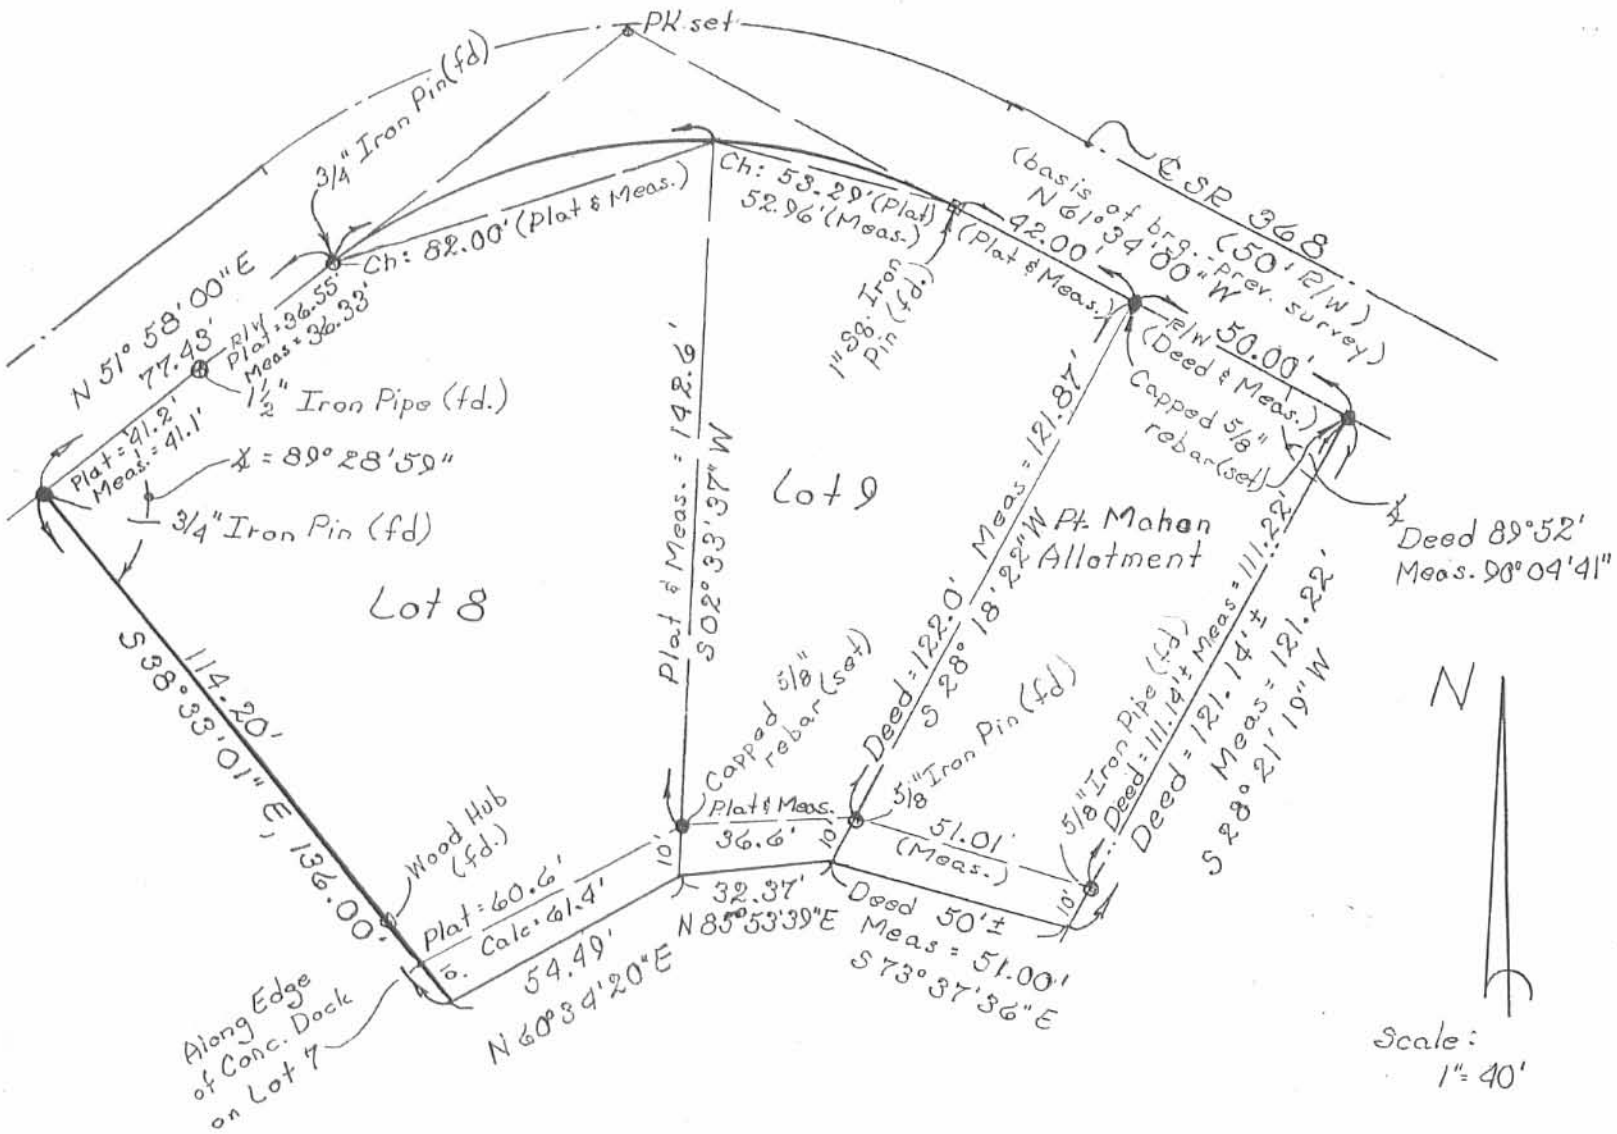 PK set
3/4" Iron Pin (fd)
℄ SR 368
(50' R/W)
(basis of brg. - prev. survey)
N 61° 34' 00" W
Ch: 82.00' (Plat & Meas.)
Ch: 53.29' (Plat)
52.96' (Meas.)
42.00'
(Plat & Meas.)
1" Sq. Iron
Pin (fd.)
N 51° 58' 00" E
77.43'
R/W
Plat = 36.55'
Meas = 36.33'
1½" Iron Pipe (fd.)
Plat = 41.2'
Meas. = 41.1'
∡ = 89° 28' 59"
3/4" Iron Pin (fd)
R/W 50.00'
(Deed & Meas.)
Capped 5/8"
rebar (set)
∡
Deed 89° 52'
Meas. 90° 04' 41"
Lot 8
Lot 9
Pt. Mahon
Allotment
Plat & Meas. = 142.6'
S 02° 33' 37" W
Deed = 122.0' Meas = 121.87'
S 28° 18' 22" W
Deed = 111.14'± Meas = 111.22'
Deed = 121.14'±
Meas = 121.22'
S 28° 21' 19" W
5/8" Iron Pipe (fd)
5/8" Iron Pin (fd)
Capped 5/8"
rebar (set)
114.20'
S 38° 33' 01" E, 136.00'
Wood Hub
(fd.)
Plat = 60.6'
Calc = 61.4'
10'
54.49'
N 60° 34' 20" E
10'
Plat & Meas.
36.6'
10'
32.37'
N 85° 53' 39" E
51.01'
(Meas.)
10'
Deed 50'±
Meas = 51.00'
S 73° 37' 36" E
Along Edge
of Conc. Dock
on Lot 7
N
Scale:
1" = 40'